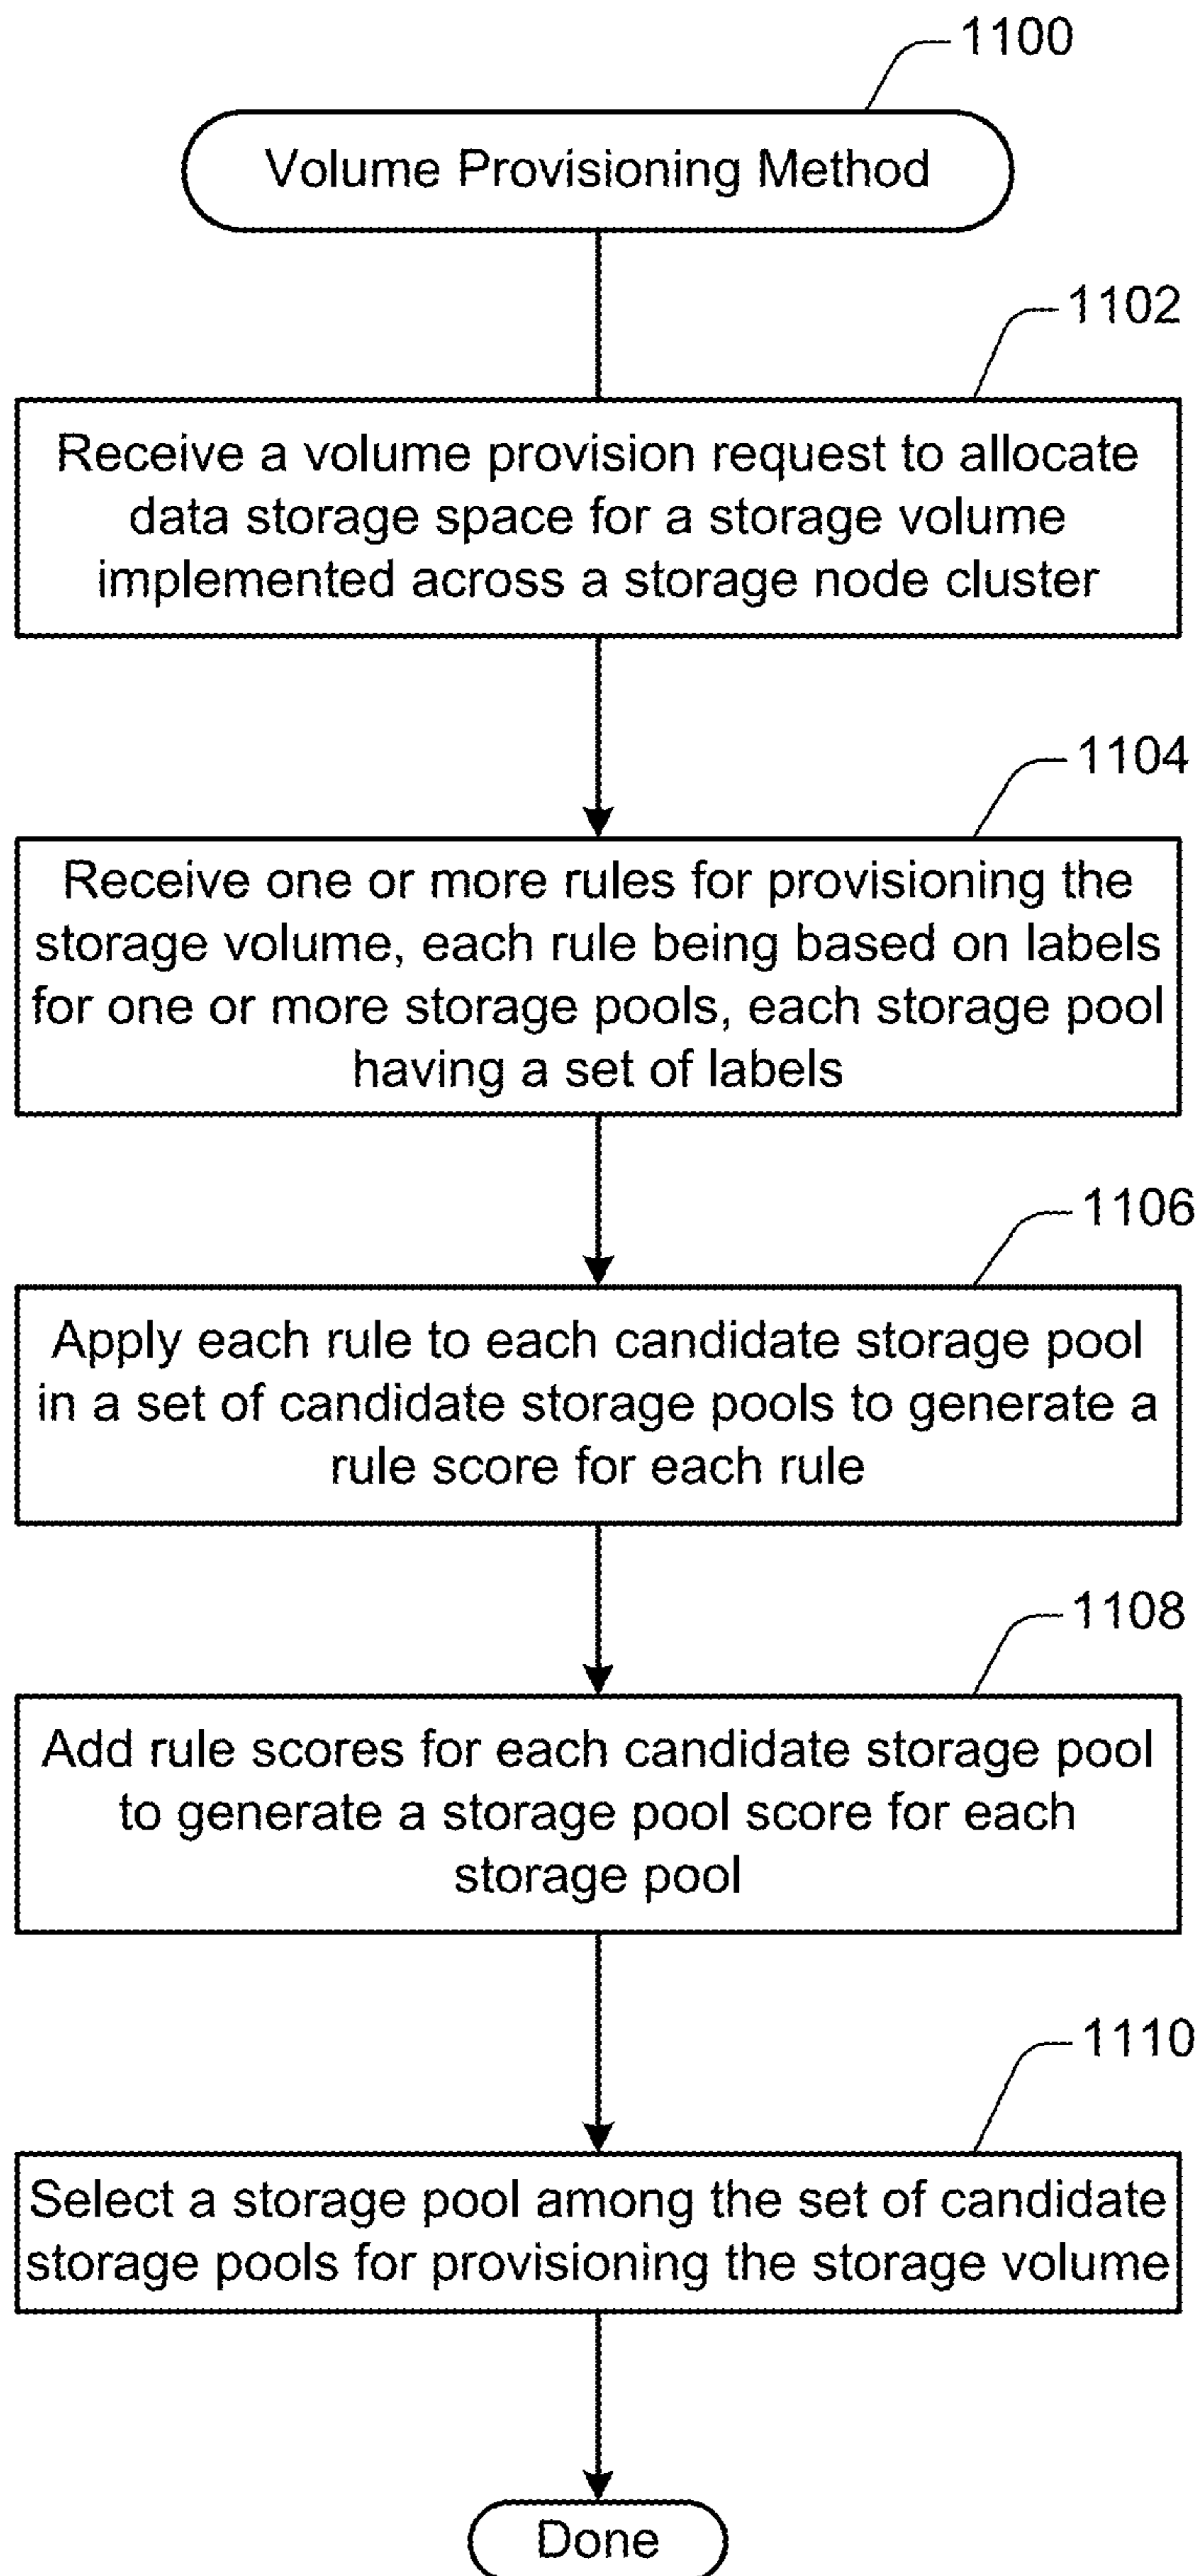 1100
Volume Provisioning Method
1102
Receive a volume provision request to allocate
data storage space for a storage volume
implemented across a storage node cluster
1104
Receive one or more rules for provisioning the
storage volume, each rule being based on labels
for one or more storage pools, each storage pool
having a set of labels
1106
Apply each rule to each candidate storage pool
in a set of candidate storage pools to generate a
rule score for each rule
1108
Add rule scores for each candidate storage pool
to generate a storage pool score for each
storage pool
1110
Select a storage pool among the set of candidate
storage pools for provisioning the storage volume
Done